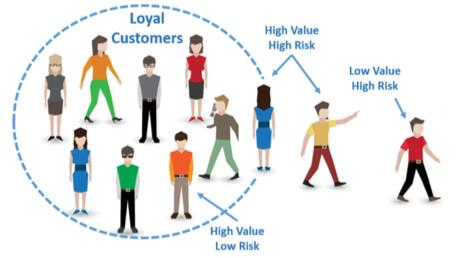 Loyal
Customers
High Value
High Risk
Low Value
High Risk
High Value
Low Risk